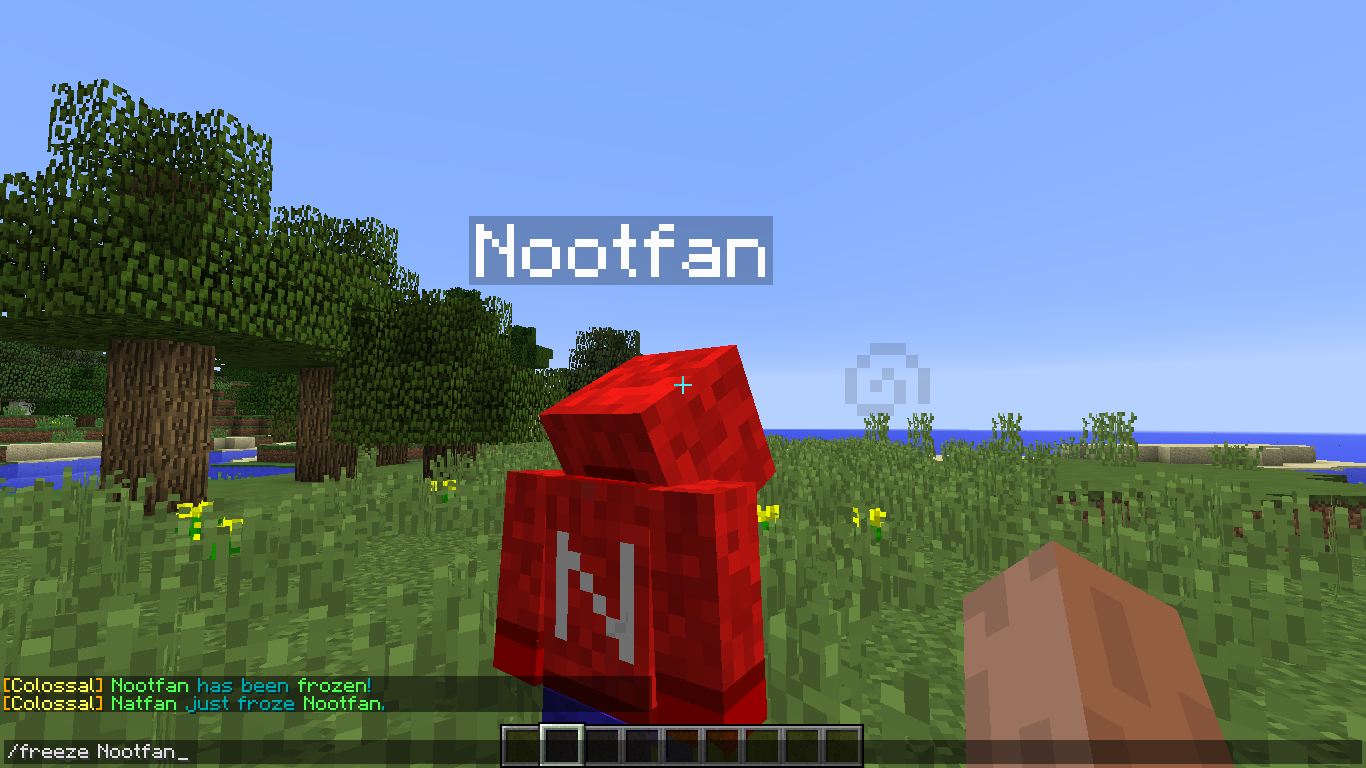 Nootfan
N
[Colossal] Nootfan has been frozen!
[Colossal] Natfan just froze Nootfan.
/freeze Nootfan_